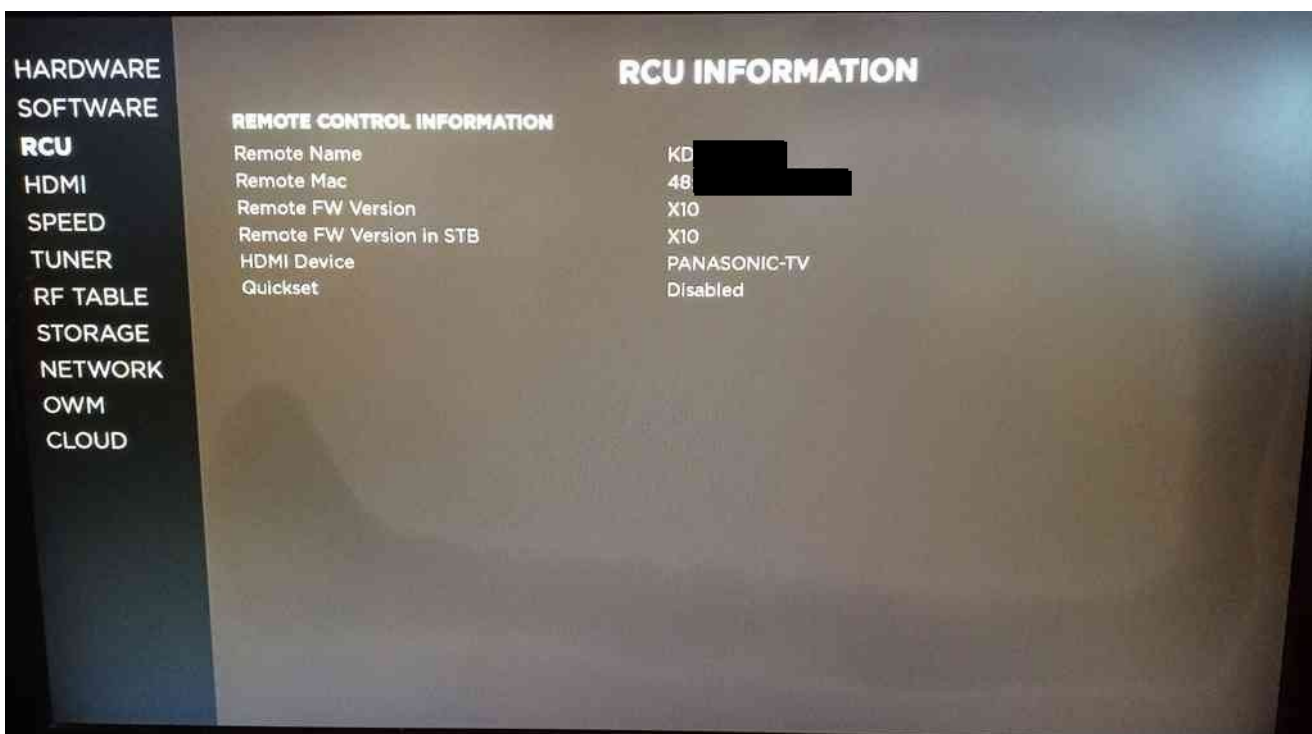 HARDWARE
SOFTWARE
RCU
HDMI
SPEED
TUNER
RF TABLE
STORAGE
NETWORK
OWM
CLOUD
RCU INFORMATION
REMOTE CONTROL INFORMATION
Remote Name KD
Remote Mac 48:
Remote FW Version X10
Remote FW Version in STB X10
HDMI Device PANASONIC-TV
Quickset Disabled